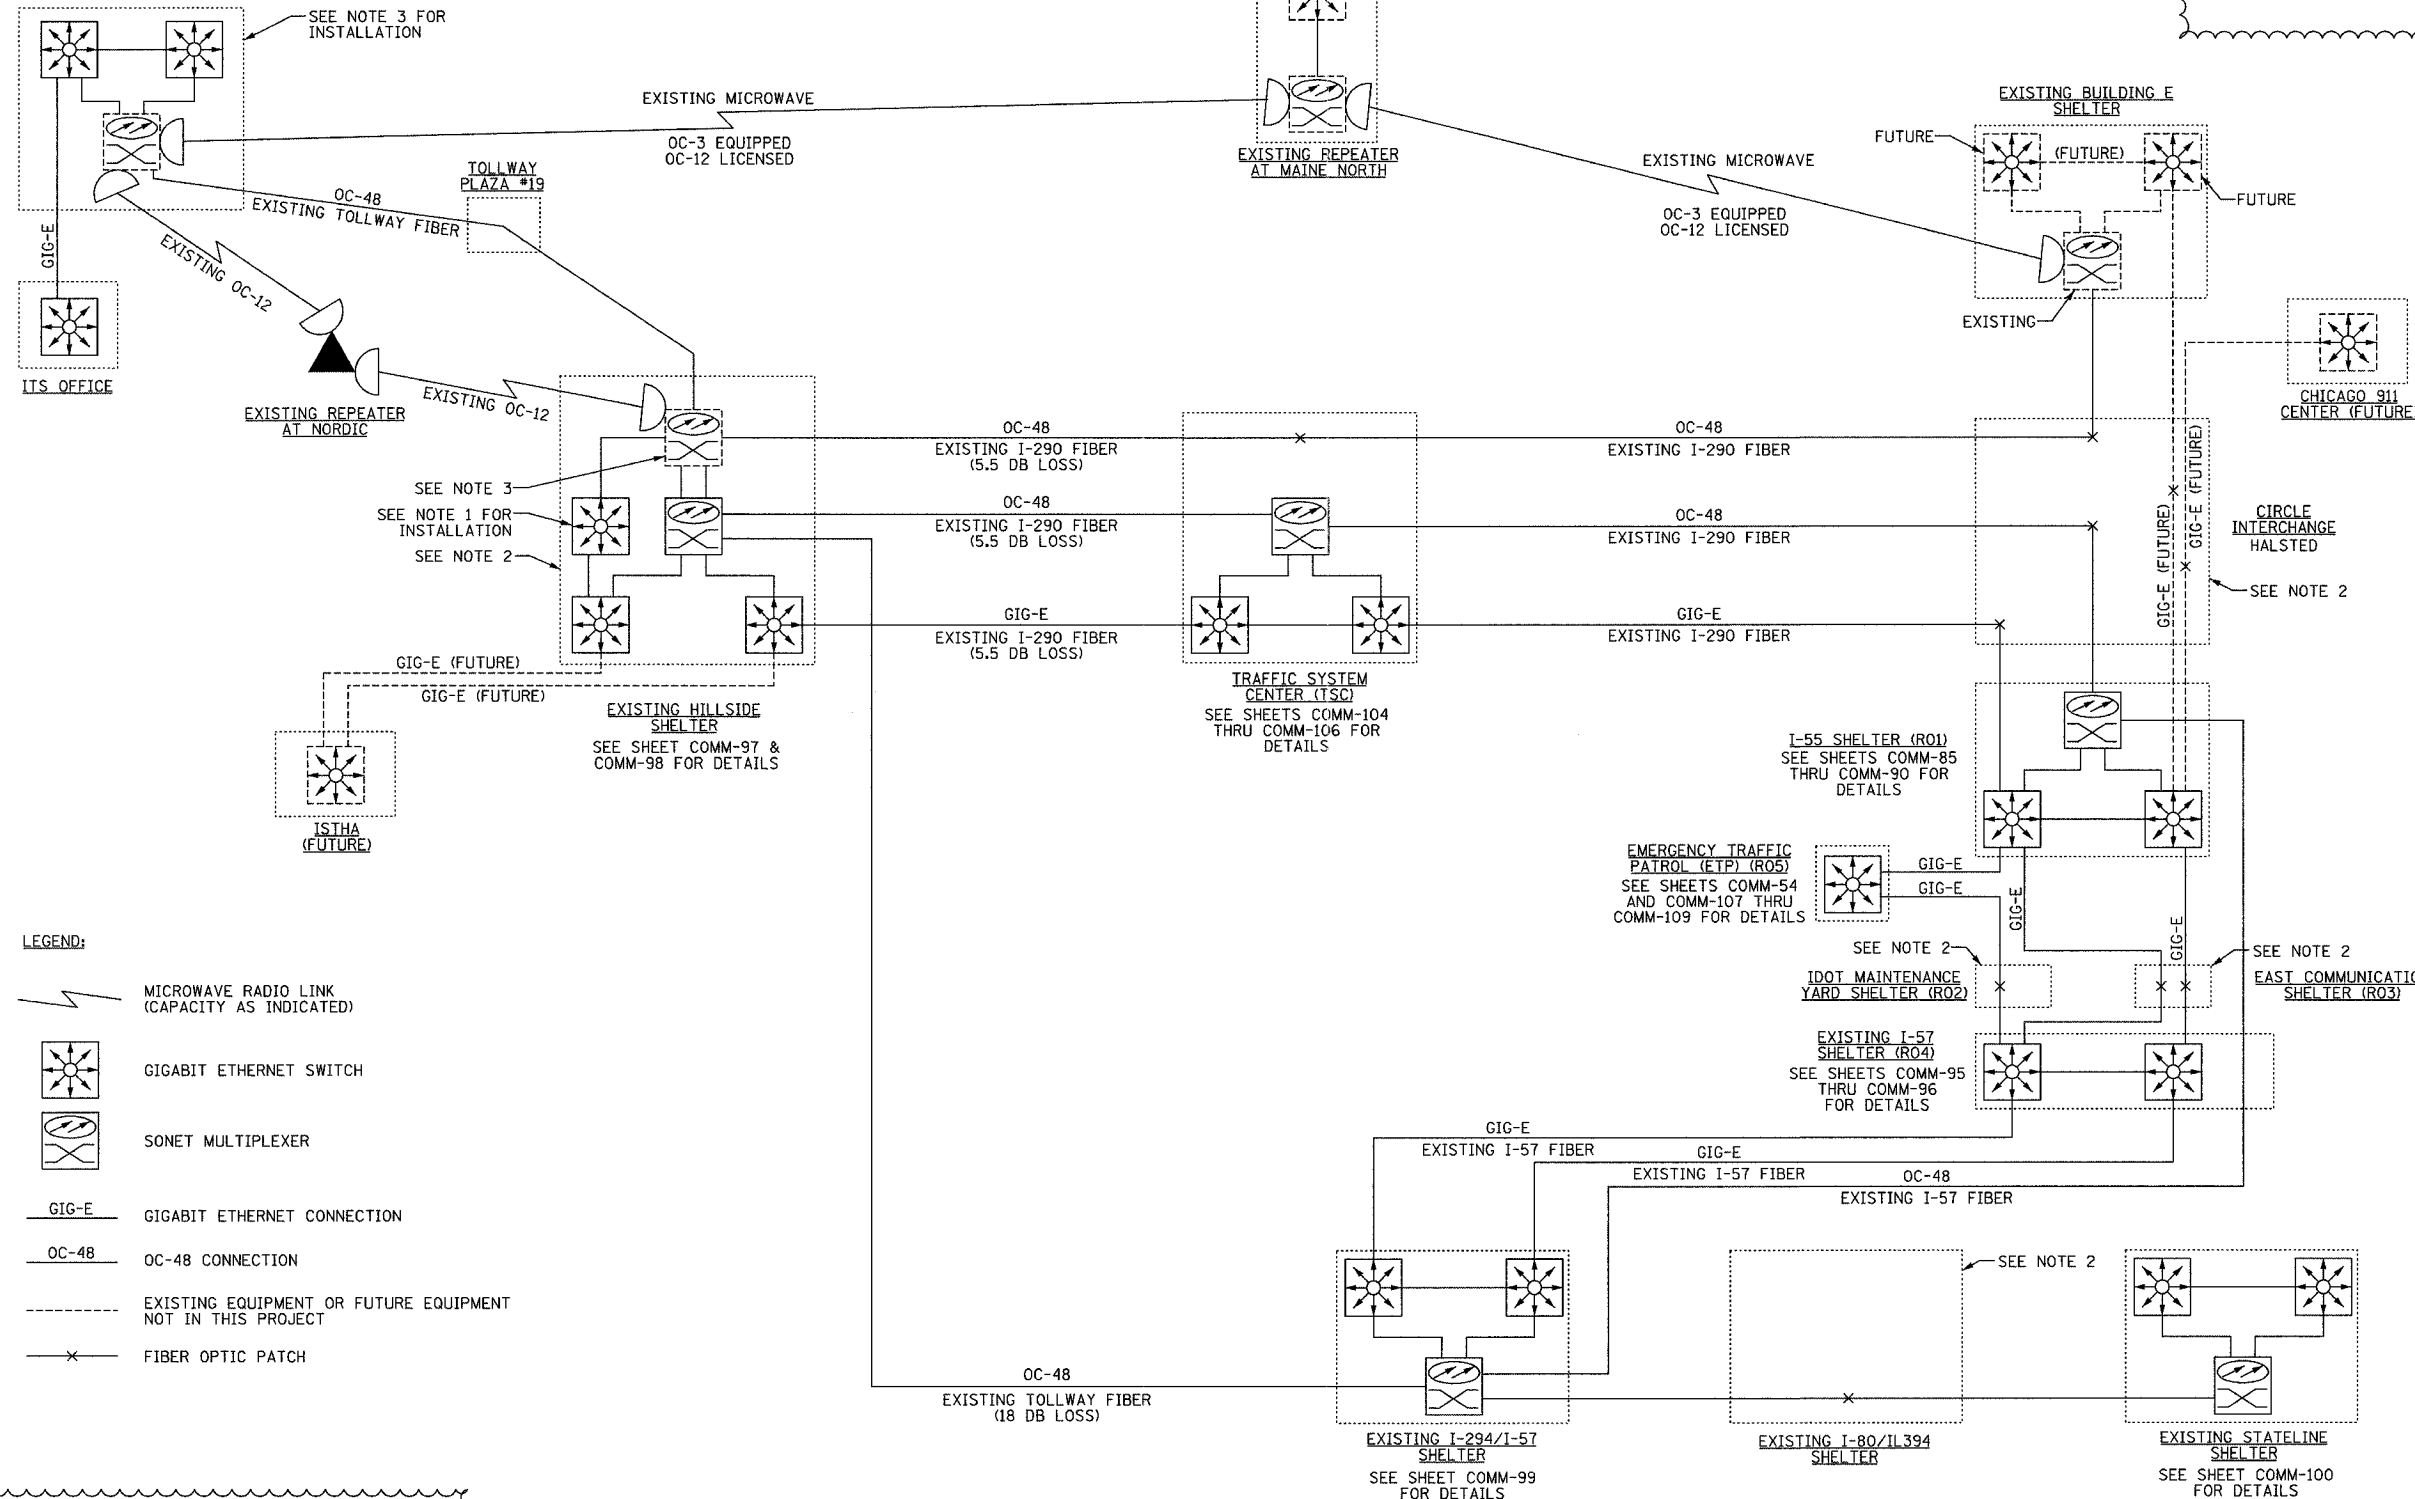 SEE NOTE 3 FOR
INSTALLATION
GIG-E
ITS OFFICE
EXISTING MICROWAVE
OC-3 EQUIPPED
OC-12 LICENSED
TOLLWAY
PLAZA #19
OC-48
EXISTING TOLLWAY FIBER
EXISTING OC-12
EXISTING REPEATER
AT NORDIC
EXISTING OC-12
EXISTING REPEATER
AT MAINE NORTH
EXISTING MICROWAVE
OC-3 EQUIPPED
OC-12 LICENSED
EXISTING BUILDING E
SHELTER
FUTURE
(FUTURE)
FUTURE
EXISTING
CHICAGO 911
CENTER (FUTURE
OC-48
EXISTING I-290 FIBER
(5.5 DB LOSS)
OC-48
EXISTING I-290 FIBER
SEE NOTE 3
SEE NOTE 1 FOR
INSTALLATION
SEE NOTE 2
OC-48
EXISTING I-290 FIBER
(5.5 DB LOSS)
OC-48
EXISTING I-290 FIBER
GIG-E (FUTURE)
GIG-E (FUTURE)
CIRCLE
INTERCHANGE
HALSTED
SEE NOTE 2
GIG-E
EXISTING I-290 FIBER
(5.5 DB LOSS)
GIG-E
EXISTING I-290 FIBER
GIG-E (FUTURE)
GIG-E (FUTURE)
EXISTING HILLSIDE
SHELTER
SEE SHEET COMM-97 &
COMM-98 FOR DETAILS
TRAFFIC SYSTEM
CENTER (TSC)
SEE SHEETS COMM-104
THRU COMM-106 FOR
DETAILS
ISTHA
(FUTURE)
I-55 SHELTER (R01)
SEE SHEETS COMM-85
THRU COMM-90 FOR
DETAILS
EMERGENCY TRAFFIC
PATROL (ETP) (R05)
SEE SHEETS COMM-54
AND COMM-107 THRU
COMM-109 FOR DETAILS
GIG-E
GIG-E
GIG-E
GIG-E
SEE NOTE 2
IDOT MAINTENANCE
YARD SHELTER (R02)
SEE NOTE 2
EAST COMMUNICATIO
SHELTER (R03)
EXISTING I-57
SHELTER (R04)
SEE SHEETS COMM-95
THRU COMM-96
FOR DETAILS
GIG-E
EXISTING I-57 FIBER
GIG-E
EXISTING I-57 FIBER
OC-48
EXISTING I-57 FIBER
LEGEND:
MICROWAVE RADIO LINK
(CAPACITY AS INDICATED)
GIGABIT ETHERNET SWITCH
SONET MULTIPLEXER
GIG-E
GIGABIT ETHERNET CONNECTION
OC-48
OC-48 CONNECTION
EXISTING EQUIPMENT OR FUTURE EQUIPMENT
NOT IN THIS PROJECT
FIBER OPTIC PATCH
OC-48
EXISTING TOLLWAY FIBER
(18 DB LOSS)
EXISTING I-294/I-57
SHELTER
SEE SHEET COMM-99
FOR DETAILS
SEE NOTE 2
EXISTING I-80/IL394
SHELTER
EXISTING STATELINE
SHELTER
SEE SHEET COMM-100
FOR DETAILS